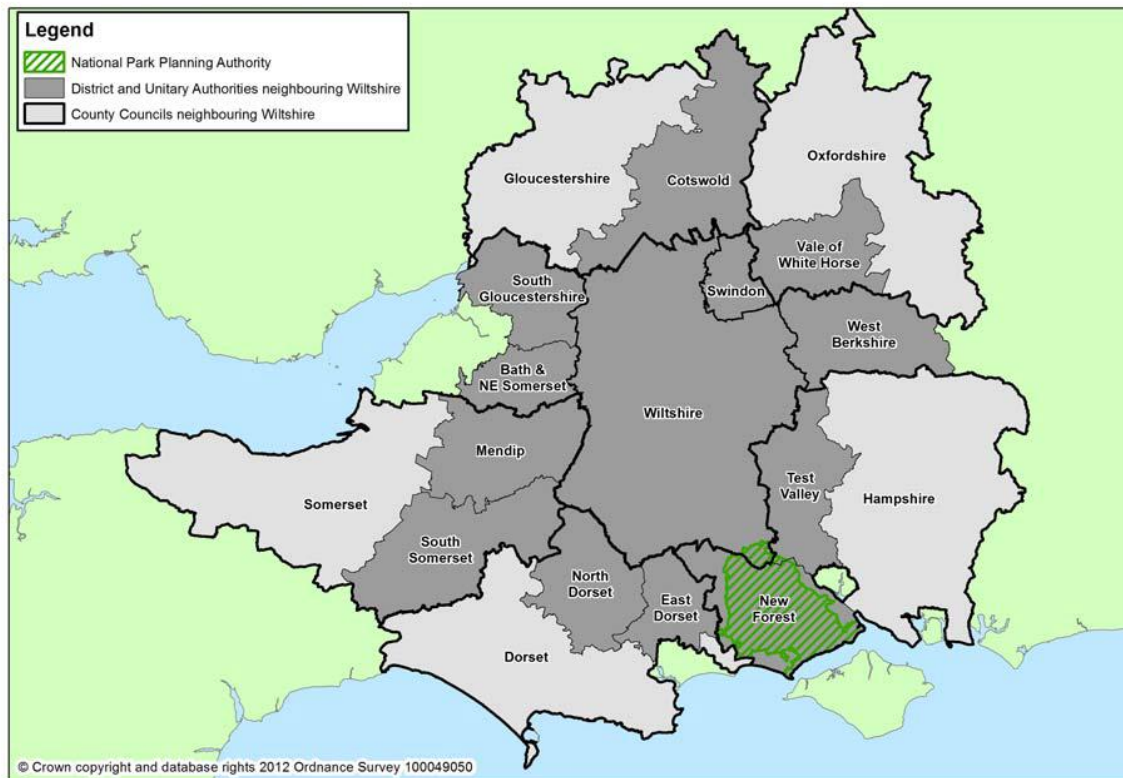 Legend
National Park Planning Authority
District and Unitary Authorities neighbouring Wiltshire
County Councils neighbouring Wiltshire
Oxfordshire
Gloucestershire
Cotswold
Vale of
White Horse
South
Gloucestershire
Swindon
West
Berkshire
Bath &
NE Somerset
Wiltshire
Mendip
Test
Valley
Hampshire
Somerset
South
Somerset
North
Dorset
East
Dorset
New
Forest
Dorset
© Crown copyright and database rights 2012 Ordnance Survey 100049050